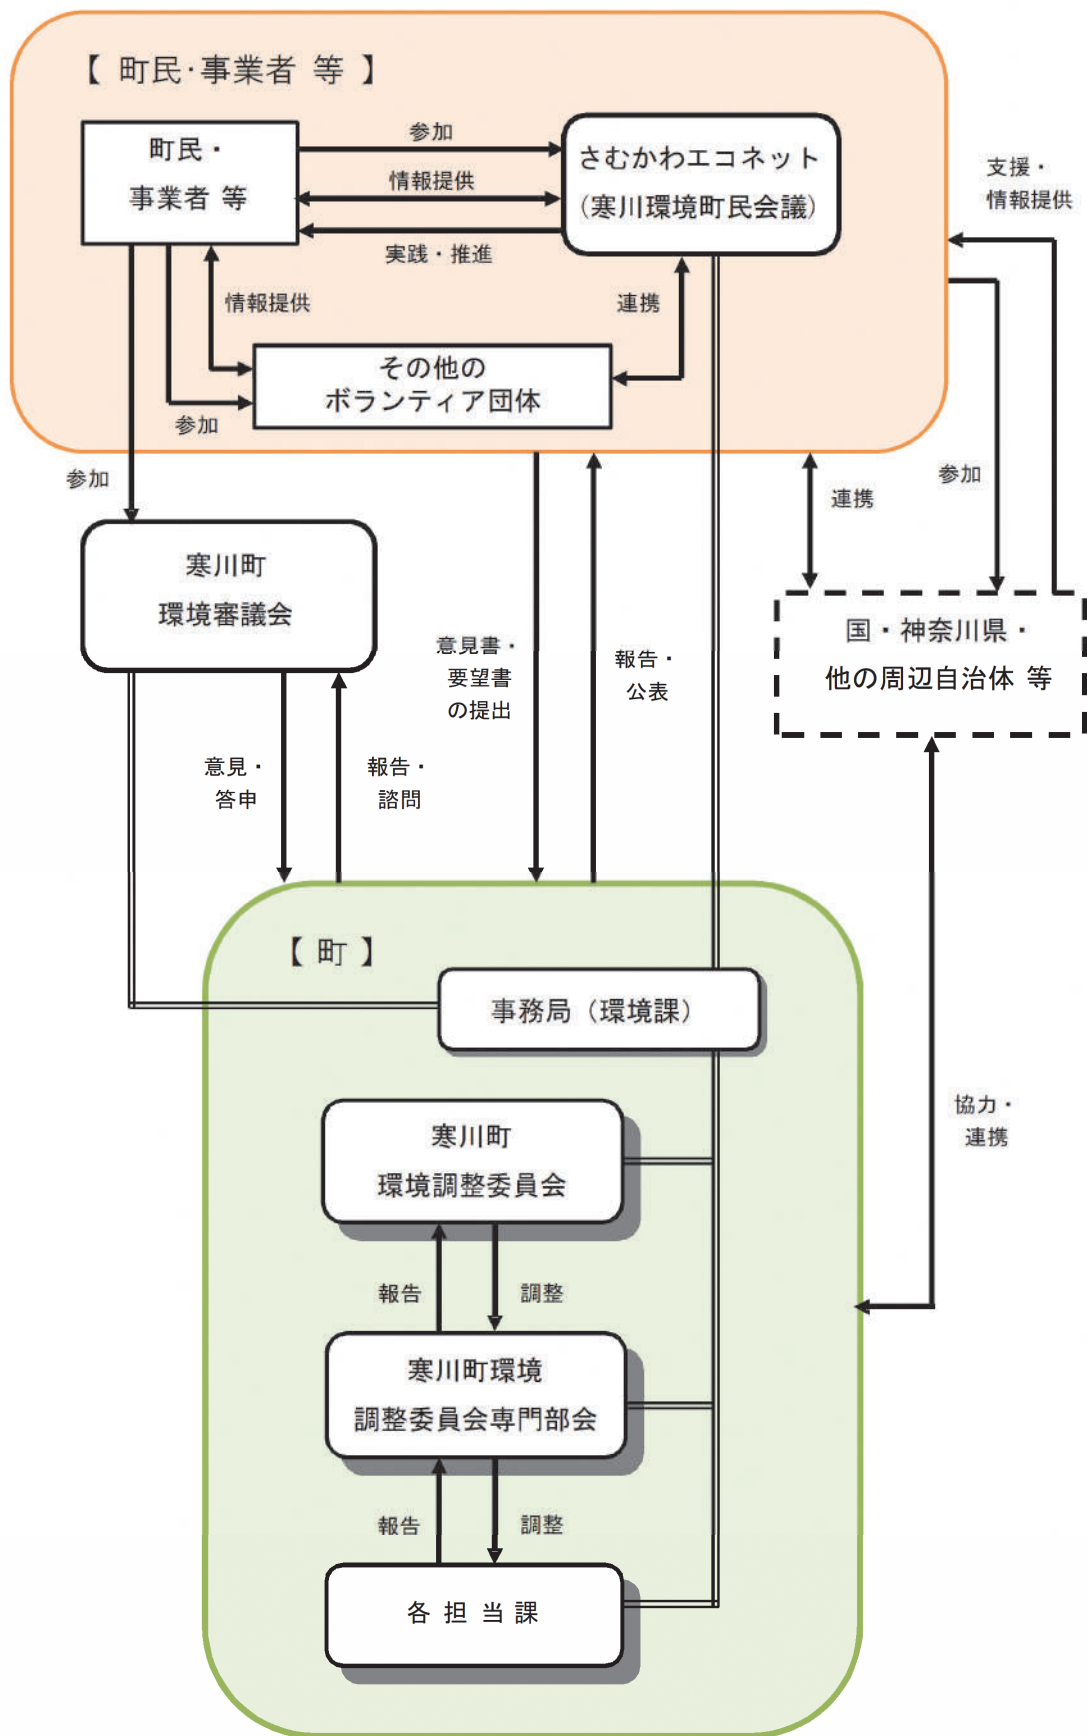 【 町民・事業者 等 】
町民・
事業者 等
参加
情報提供
実践・推進
さむかわエコネット
（寒川環境町民会議）
支援・
情報提供
情報提供
連携
その他の
ボランティア団体
参加
参加
連携
参加
寒川町
環境審議会
国・神奈川県・
他の周辺自治体 等
意見書・
要望書
の提出
報告・
公表
意見・
答申
報告・
諮問
【 町 】
事務局（環境課）
協力・
連携
寒川町
環境調整委員会
報告
調整
寒川町環境
調整委員会専門部会
報告
調整
各 担 当 課